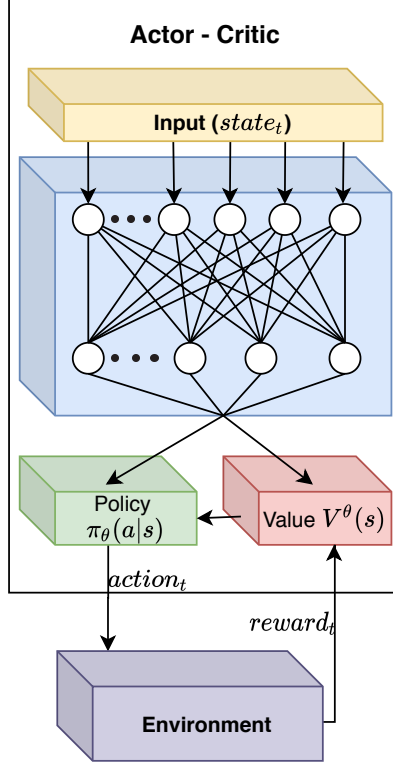 Actor - Critic
Input (state_t)
Policy
π_θ(a|s)
Value V^θ(s)
action_t
reward_t
Environment